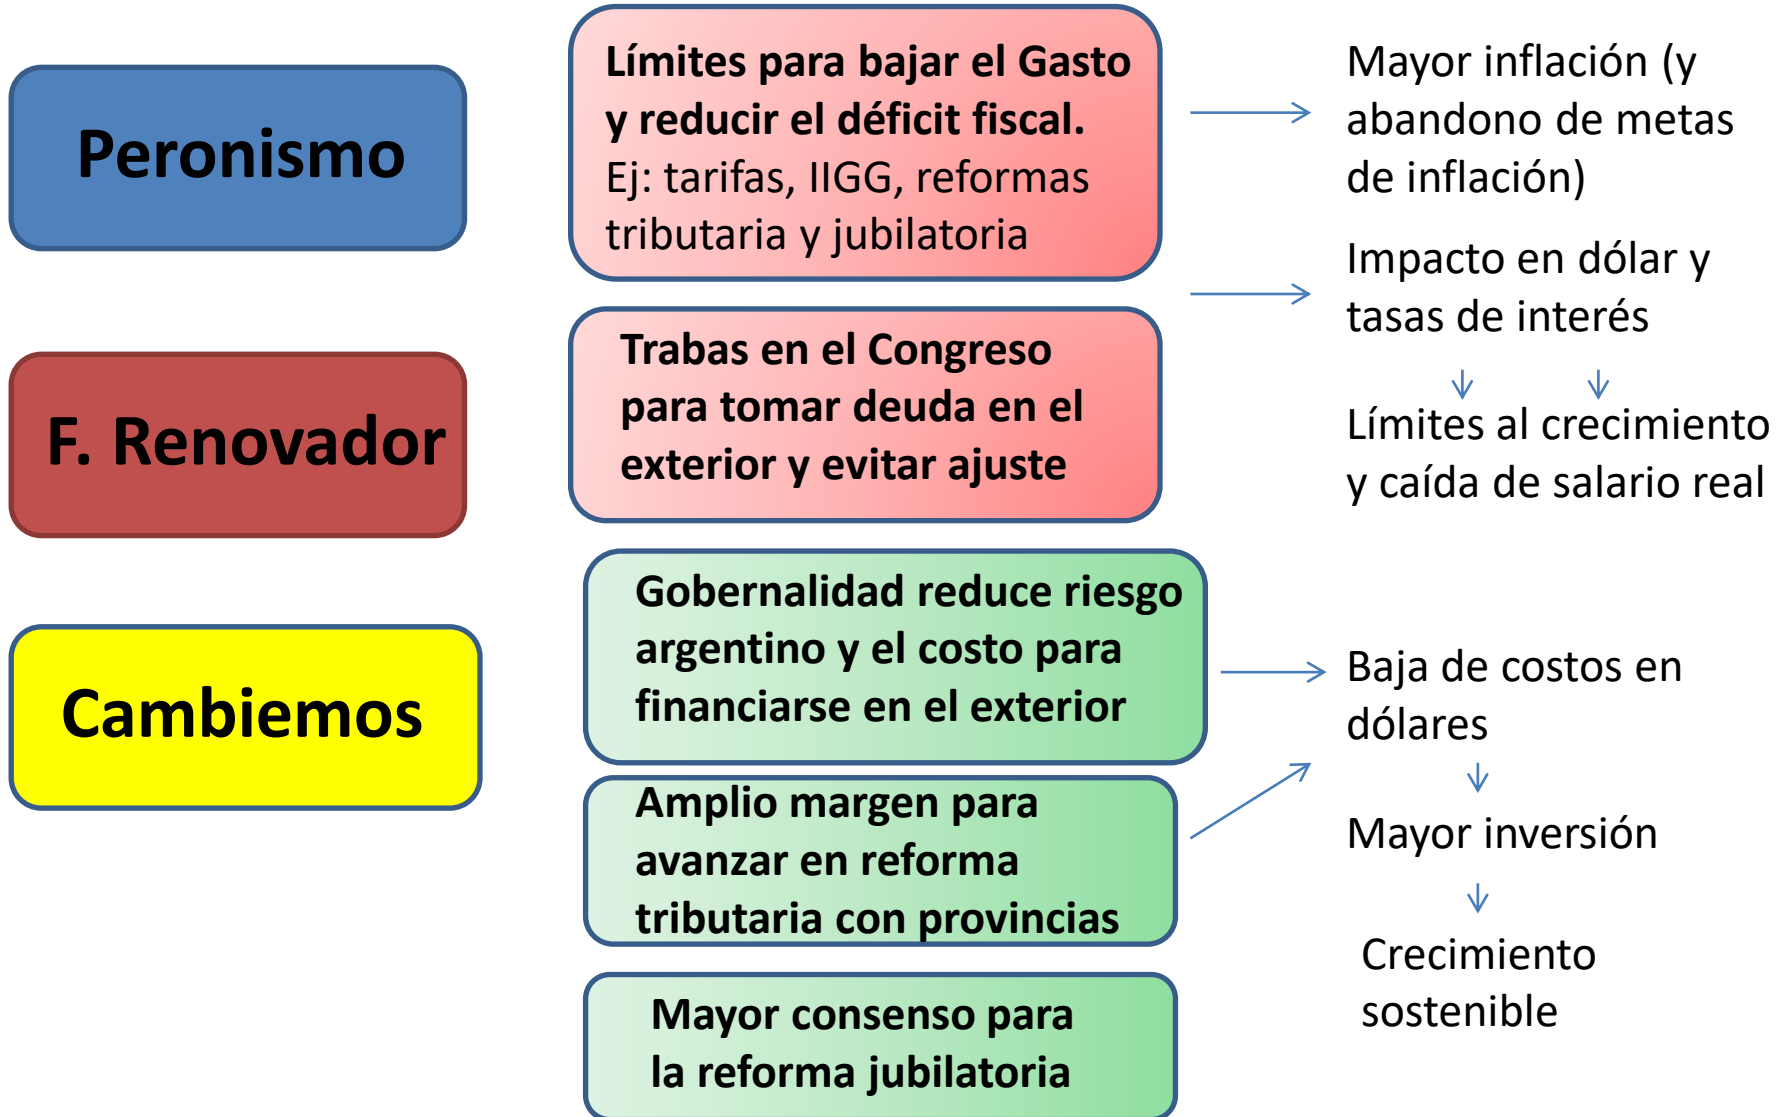 Peronismo
F. Renovador
Cambiemos
Límites para bajar el Gasto
y reducir el déficit fiscal.
Ej: tarifas, IIGG, reformas
tributaria y jubilatoria
Trabas en el Congreso
para tomar deuda en el
exterior y evitar ajuste
Mayor inflación (y
abandono de metas
de inflación)
Impacto en dólar y
tasas de interés
Límites al crecimiento
y caída de salario real
Gobernalidad reduce riesgo
argentino y el costo para
financiarse en el exterior
Amplio margen para
avanzar en reforma
tributaria con provincias
Mayor consenso para
la reforma jubilatoria
Baja de costos en
dólares
Mayor inversión
Crecimiento
sostenible